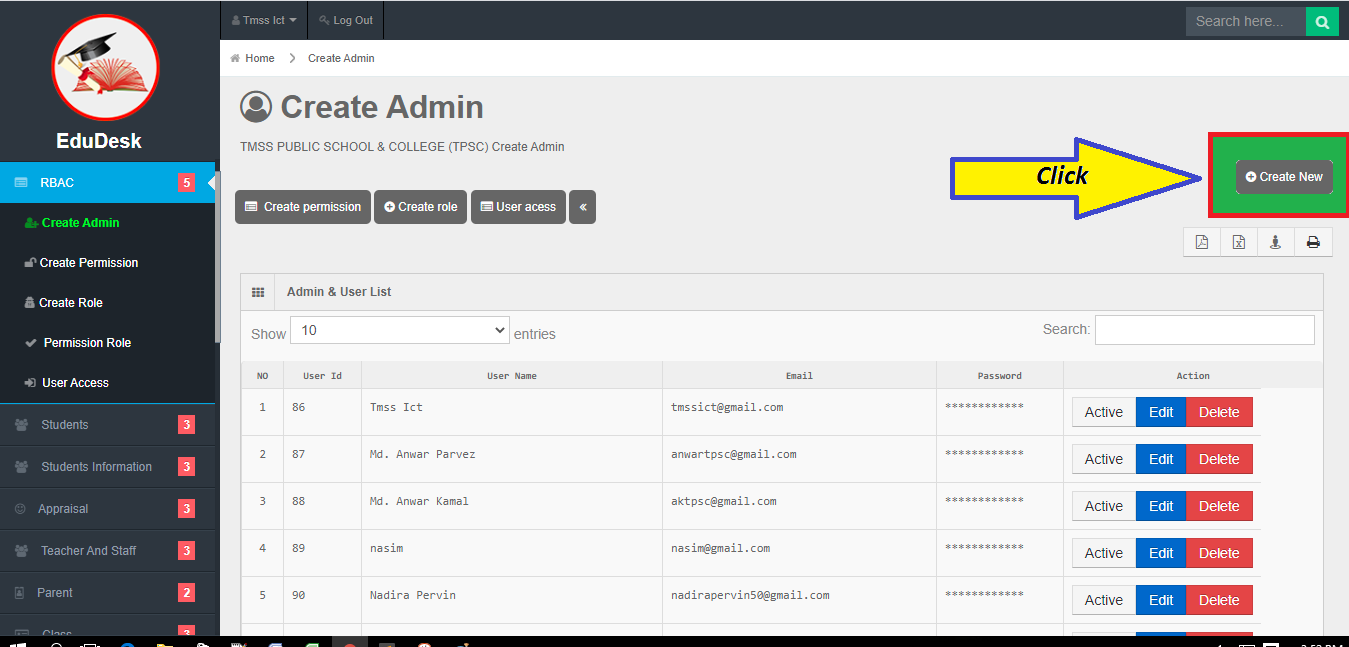 Tmss Ict
Log Out
Search here...
EduDesk
Home
Create Admin
Create Admin
TMSS PUBLIC SCHOOL & COLLEGE (TPSC) Create Admin
Click
Create New
RBAC 5
Create Admin
Create Permission
Create Role
Permission Role
User Access
Students 3
Students Information 3
Appraisal 3
Teacher And Staff 3
Parent 2
Class 3
Create permission
Create role
User acess
«
Admin & User List
Show 10 entries
Search:
NO User Id User Name Email Password Action
1 86 Tmss Ict tmssict@gmail.com ************ Active Edit Delete
2 87 Md. Anwar Parvez anwartpsc@gmail.com ************ Active Edit Delete
3 88 Md. Anwar Kamal aktpsc@gmail.com ************ Active Edit Delete
4 89 nasim nasim@gmail.com ************ Active Edit Delete
5 90 Nadira Pervin nadirapervin50@gmail.com ************ Active Edit Delete